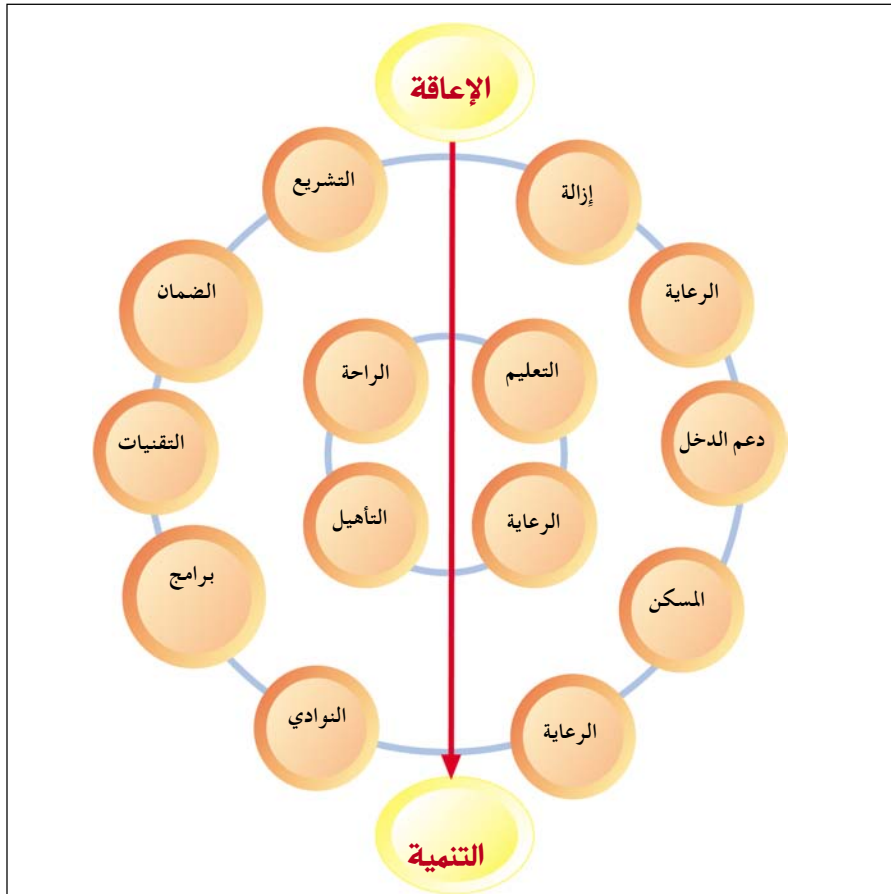 الإعاقة
إزالة
التشريع
الرعاية
الضمان
التعليم
الراحة
دعم الدخل
التقنيات
الرعاية
التأهيل
المسكن
برامج
الرعاية
النوادي
التنمية